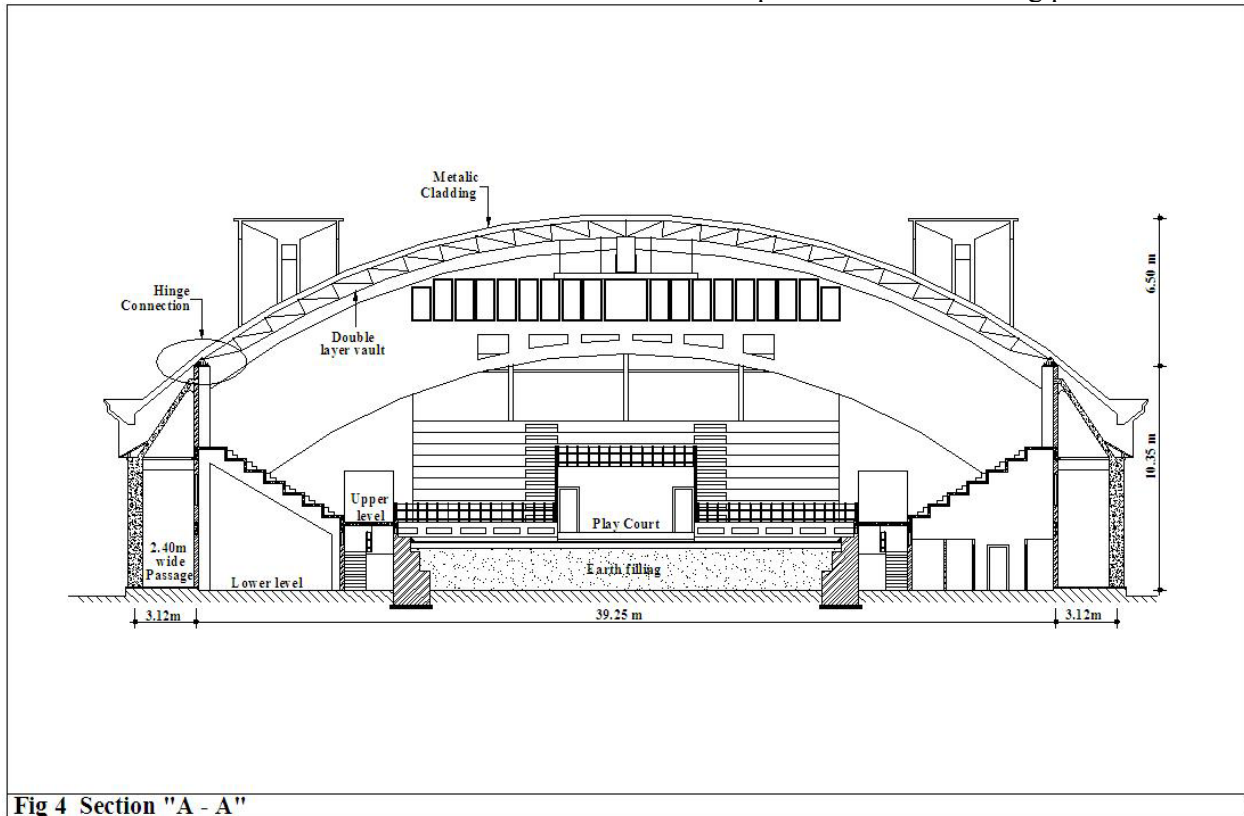 Metalic
Cladding
Hinge
Connection
Double
layer vault
6.50 m
10.35 m
Upper
level
Play Court
2.40m
wide
Passage
Lower level
Earth filling
3.12m
39.25 m
3.12m
Fig 4 Section "A - A"